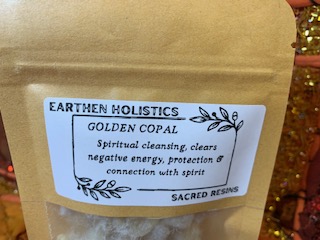 EARTHEN HOLISTICS
GOLDEN COPAL
Spiritual cleansing, clears
negative energy, protection &
connection with spirit
SACRED RESINS